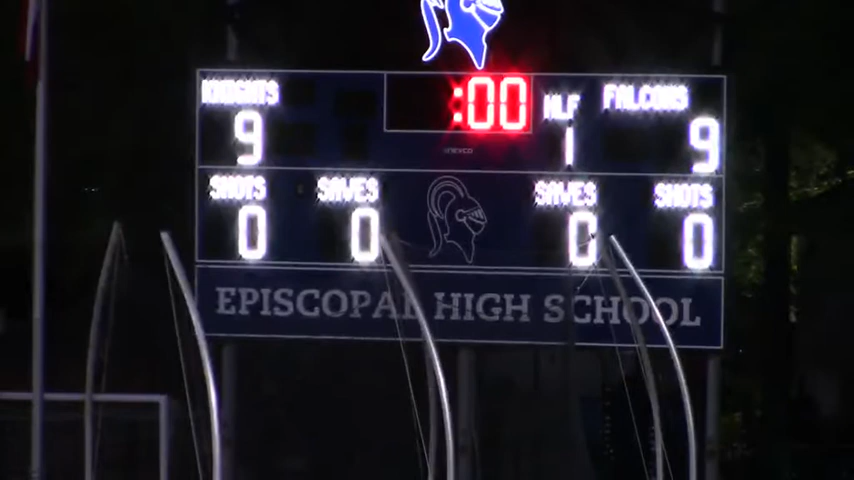 KNIGHTS :00 HLF FALCONS
9 1 9
SHOTS SAVES SAVES SHOTS
0 0 0 0
EPISCOPAL HIGH SCHOOL